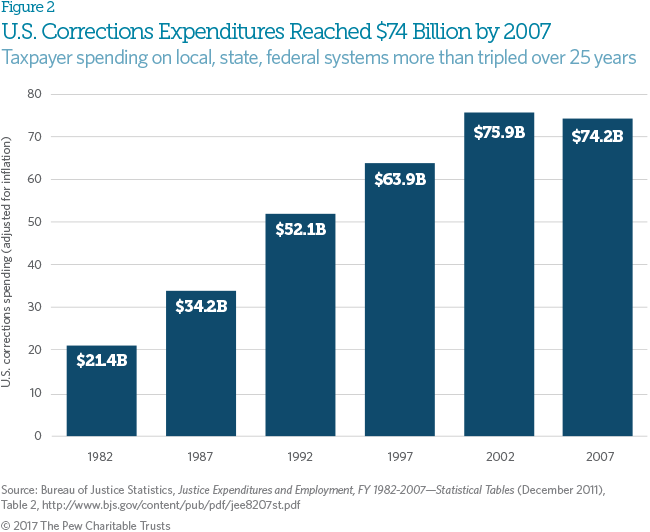 Figure 2
U.S. Corrections Expenditures Reached $74 Billion by 2007
Taxpayer spending on local, state, federal systems more than tripled over 25 years
U.S. corrections spending (adjusted for inflation)
80
70
60
50
40
30
20
10
0
$21.4B
$34.2B
$52.1B
$63.9B
$75.9B
$74.2B
1982
1987
1992
1997
2002
2007
Source: Bureau of Justice Statistics, Justice Expenditures and Employment, FY 1982-2007—Statistical Tables (December 2011),
Table 2, http://www.bjs.gov/content/pub/pdf/jee8207st.pdf
© 2017 The Pew Charitable Trusts